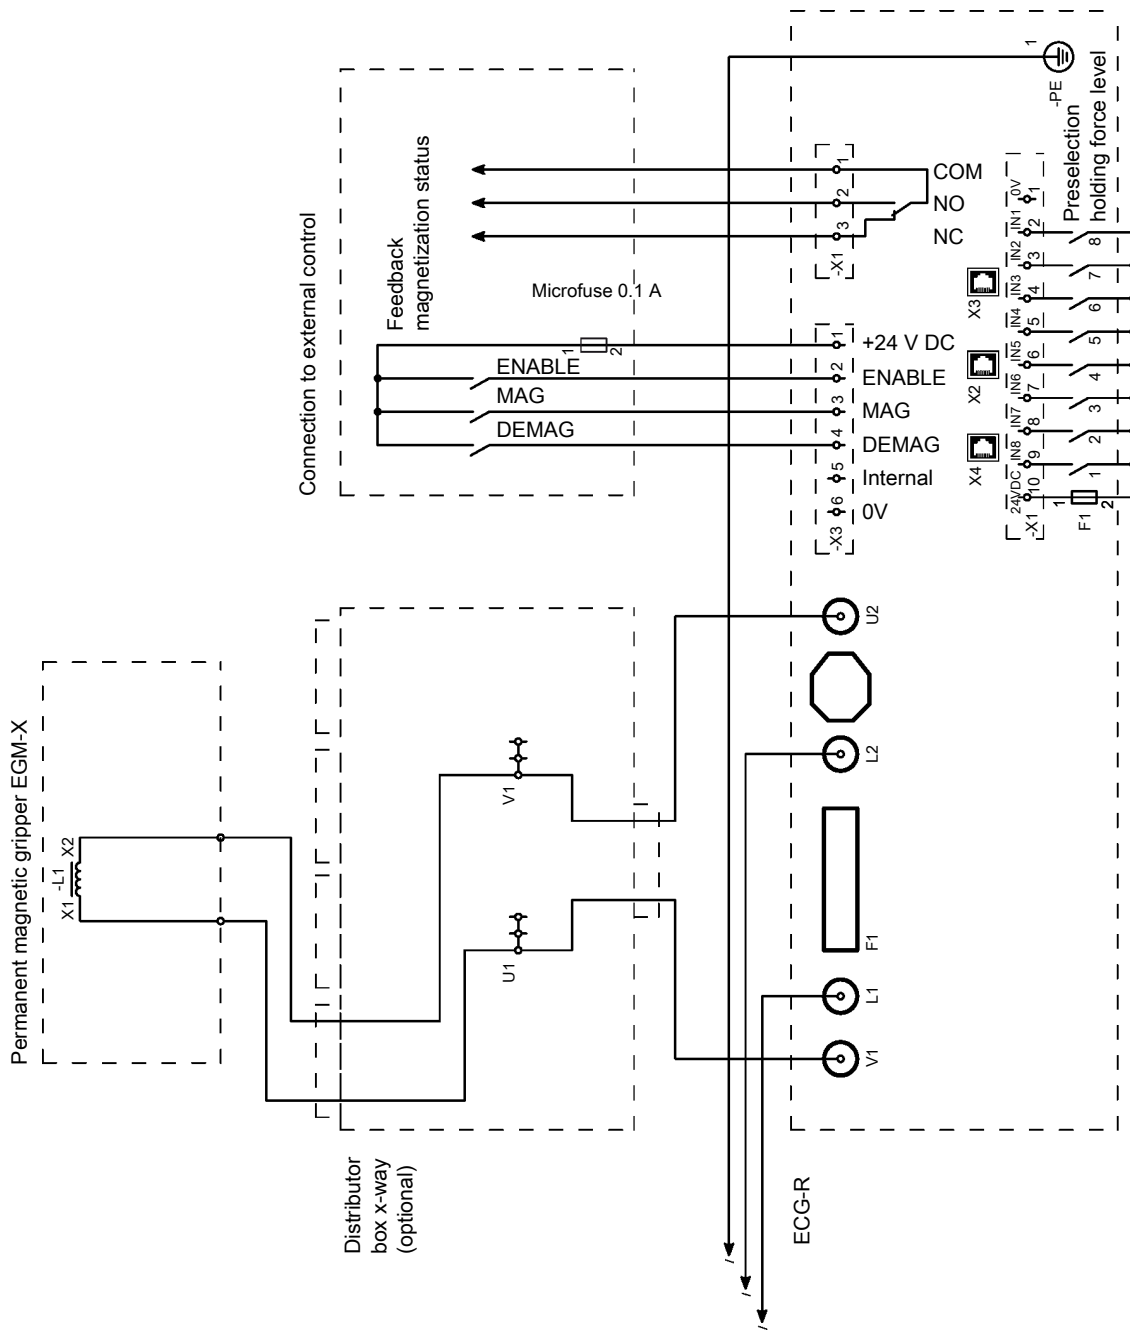 Permanent magnetic gripper EGM-X
X1
-L1
X2
Distributor
box x-way
(optional)
U1
V1
Connection to external control
Feedback
magnetization status
Microfuse 0.1 A
1
2
ENABLE
MAG
DEMAG
ECG-R
-X1
1
COM
2
NO
3
NC
-X3
1
+24 V DC
2
ENABLE
3
MAG
4
DEMAG
5
Internal
6
0V
U2
L2
F1
L1
V1
X3
X2
X4
1
-PE
Preselection
holding force level
-X1
0V
1
IN1
2
IN2
3
IN3
4
IN4
5
IN5
6
IN6
7
IN7
8
IN8
9
24VDC
10
8
7
6
5
4
3
2
1
1
F1
2